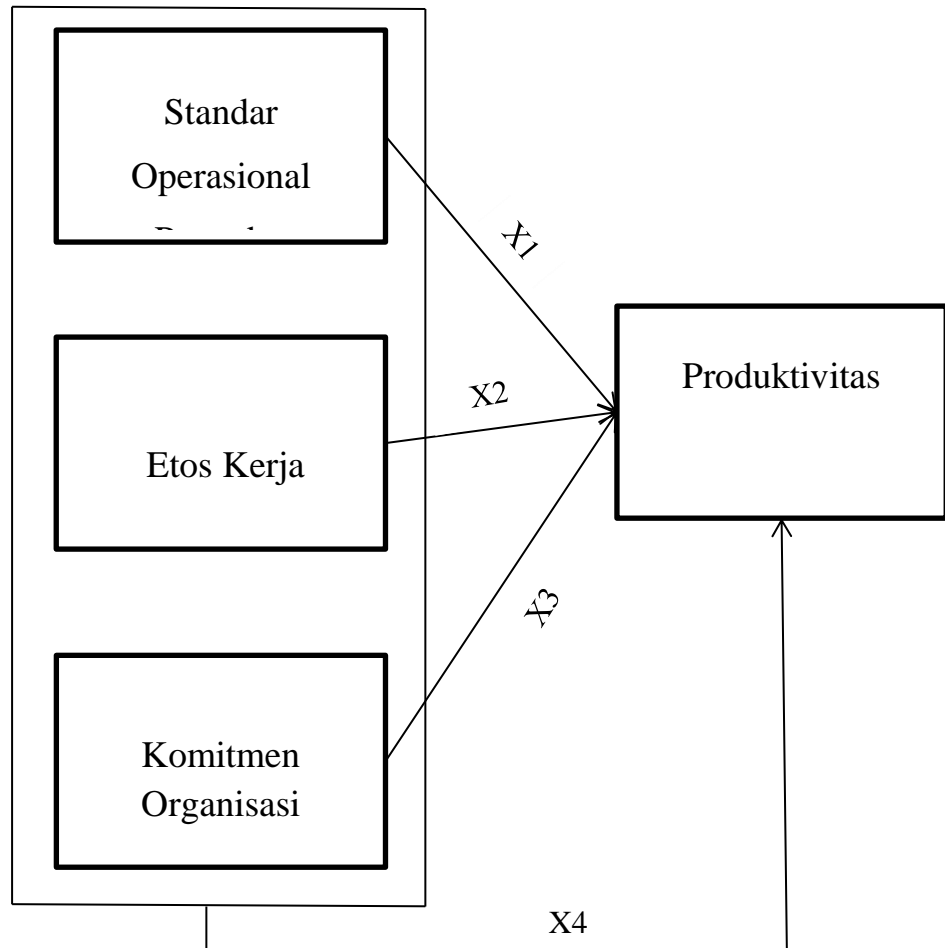 Standar
Operasional
X1
Produktivitas
X2
Etos Kerja
X3
Komitmen
Organisasi
X4